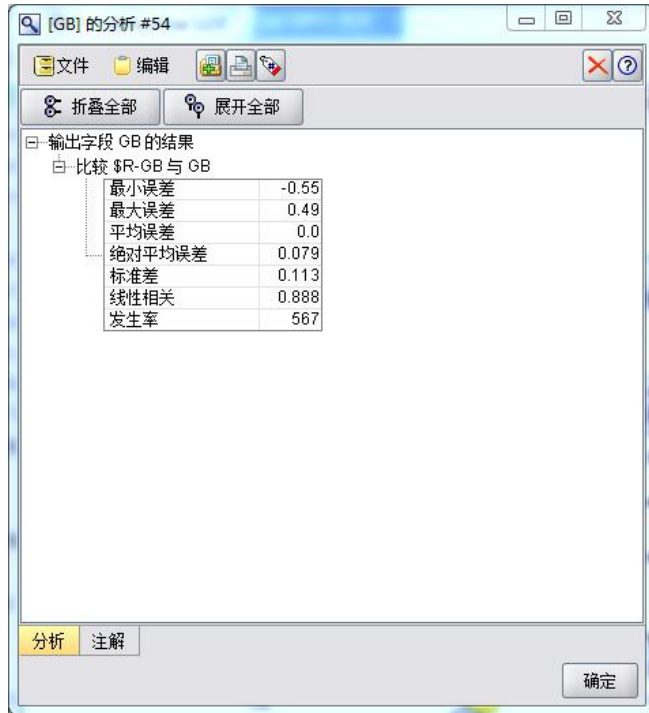 [GB] 的分析 #54
文件 编辑
折叠全部 展开全部
输出字段 GB 的结果
比较 $R-GB 与 GB
最小误差 -0.55
最大误差 0.49
平均误差 0.0
绝对平均误差 0.079
标准差 0.113
线性相关 0.888
发生率 567
分析 注解
确定